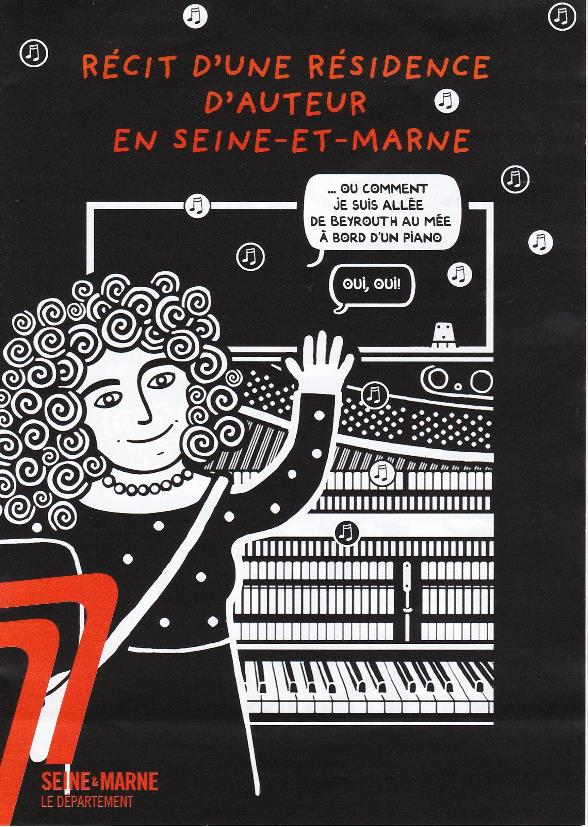 RÉCIT D'UNE RÉSIDENCE
D'AUTEUR
EN SEINE-ET-MARNE
... OU COMMENT
JE SUIS ALLÉE
DE BEYROUTH AU MÉE
À BORD D'UN PIANO
OUI, OUI!
77
SEINE & MARNE
LE DÉPARTEMENT